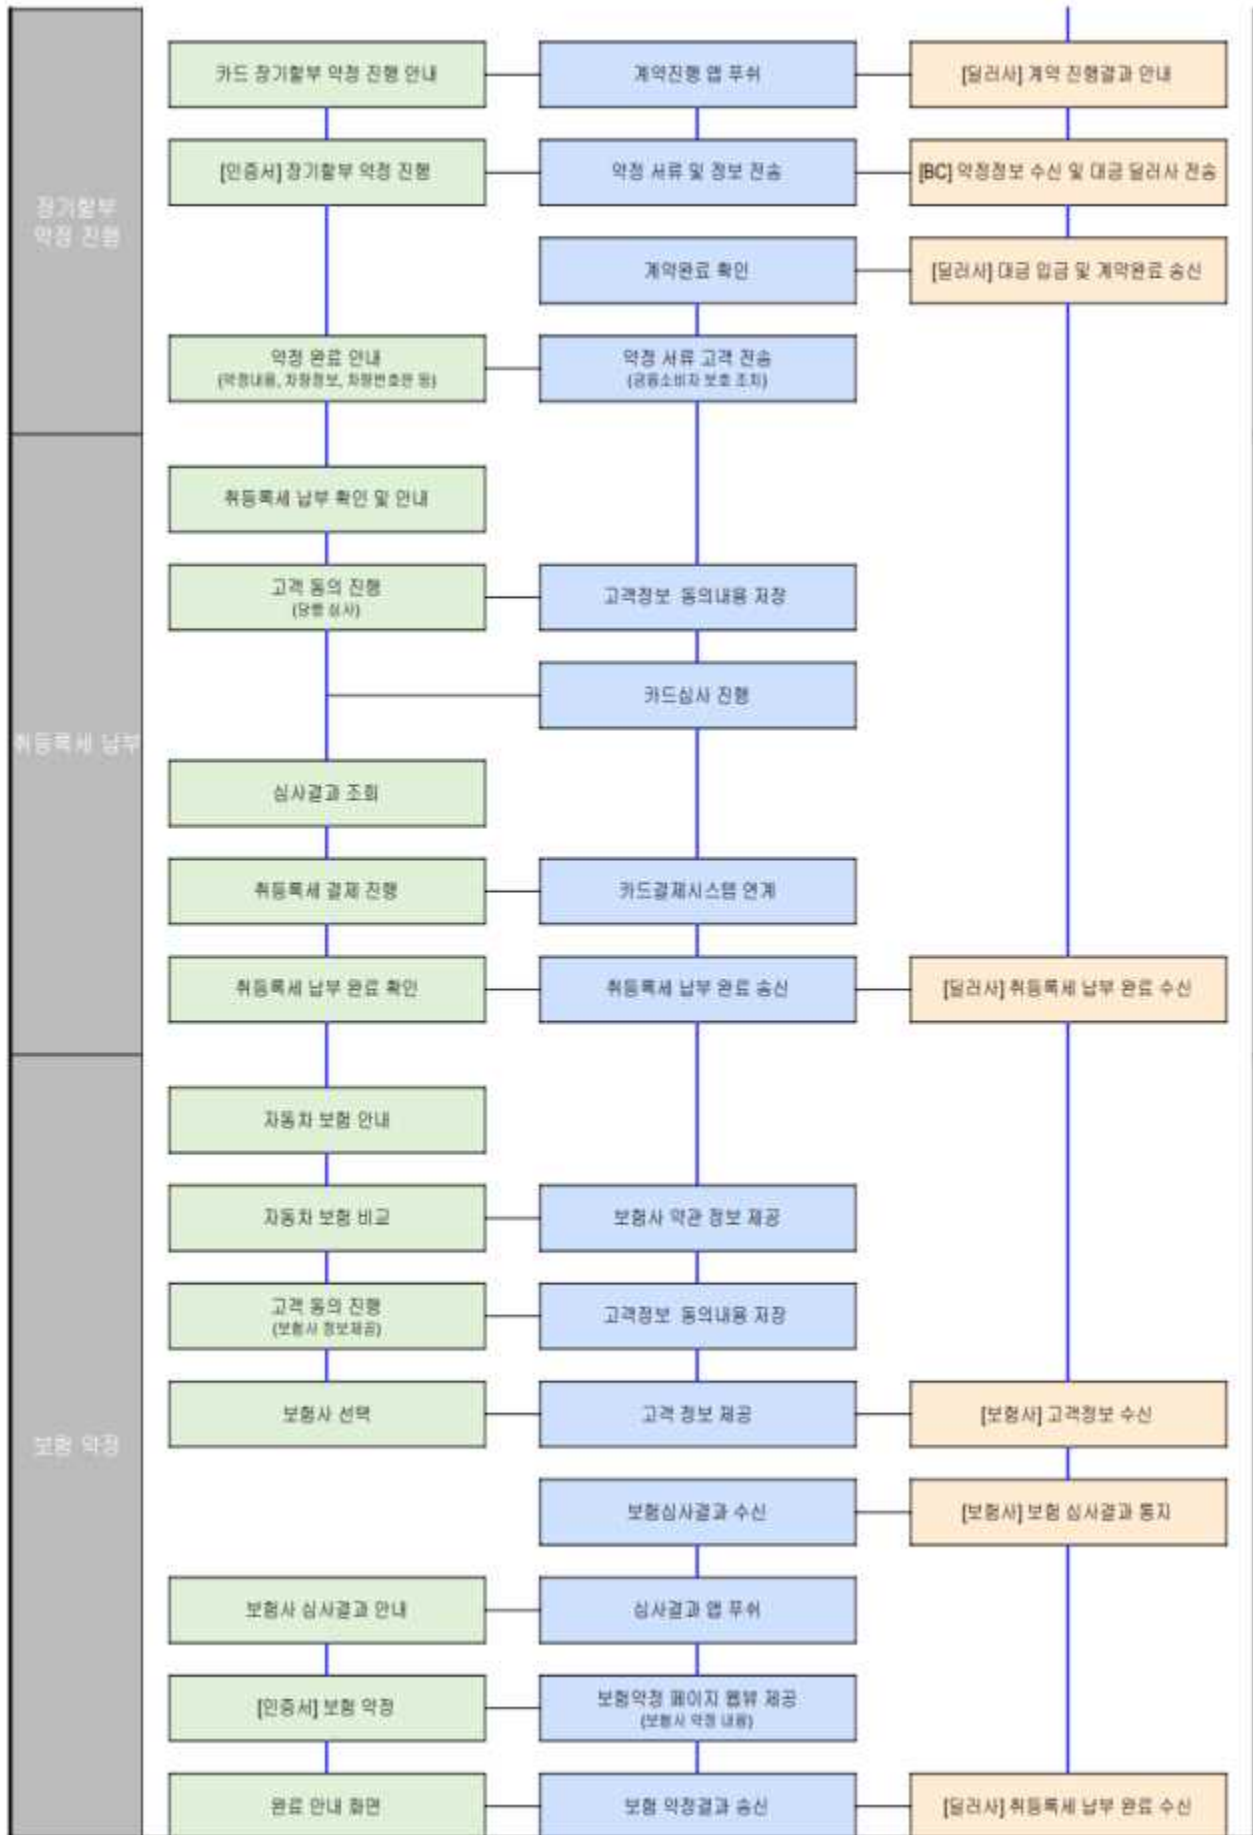 카드 장기할부 약정 진행 안내
계약진행 앱 푸쉬
[딜러사] 계약 진행결과 안내
[인증서] 장기할부 약정 진행
약정 서류 및 정보 전송
[BC] 약정정보 수신 및 대금 딜러사 전송
장기할부
약정 진행
계약완료 확인
[딜러사] 대금 입금 및 계약완료 송신
약정 완료 안내
(약정내용, 차량정보, 차량번호판 등)
약정 서류 고객 전송
(금융소비자 보호 조치)
취등록세 납부 확인 및 안내
고객 동의 진행
(당행 심사)
고객정보 동의내용 저장
카드심사 진행
취등록세 납부
심사결과 조회
취등록세 결제 진행
카드결제시스템 연계
취등록세 납부 완료 확인
취등록세 납부 완료 송신
[딜러사] 취등록세 납부 완료 수신
자동차 보험 안내
자동차 보험 비교
보험사 약관 정보 제공
고객 동의 진행
(보험사 정보제공)
고객정보 동의내용 저장
보험사 선택
고객 정보 제공
[보험사] 고객정보 수신
보험 약정
보험심사결과 수신
[보험사] 보험 심사결과 통지
보험사 심사결과 안내
심사결과 앱 푸쉬
[인증서] 보험 약정
보험약정 페이지 웹뷰 제공
(보험사 약정 내용)
완료 안내 화면
보험 약정결과 송신
[딜러사] 취등록세 납부 완료 수신